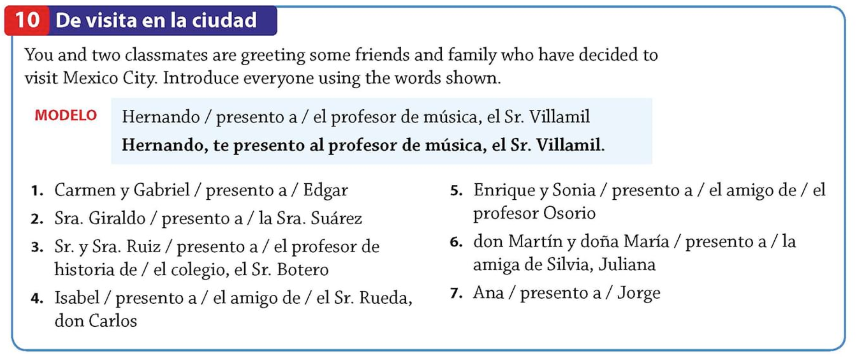 10 De visita en la ciudad
You and two classmates are greeting some friends and family who have decided to
visit Mexico City. Introduce everyone using the words shown.
MODELO
Hernando / presento a / el profesor de música, el Sr. Villamil
Hernando, te presento al profesor de música, el Sr. Villamil.
1. Carmen y Gabriel / presento a / Edgar
2. Sra. Giraldo / presento a / la Sra. Suárez
3. Sr. y Sra. Ruiz / presento a / el profesor de
historia de / el colegio, el Sr. Botero
4. Isabel / presento a / el amigo de / el Sr. Rueda,
don Carlos
5. Enrique y Sonia / presento a / el amigo de / el
profesor Osorio
6. don Martín y doña María / presento a / la
amiga de Silvia, Juliana
7. Ana / presento a / Jorge